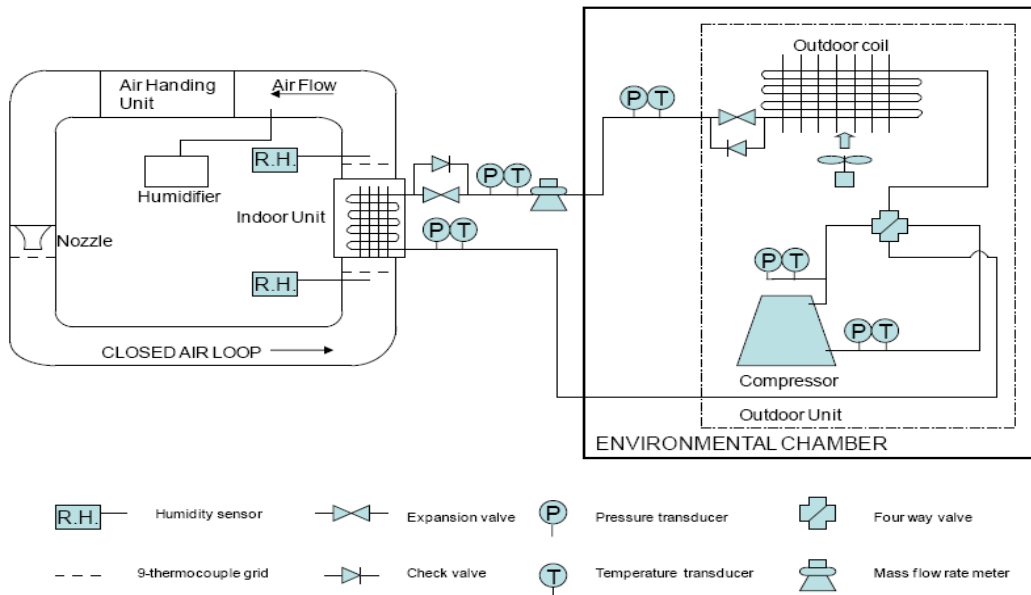 Air Handing
Unit
Air Flow
R.H.
Humidifier
Indoor Unit
Nozzle
R.H.
CLOSED AIR LOOP
P T
P T
P T
Outdoor coil
P T
P T
Compressor
Outdoor Unit
ENVIRONMENTAL CHAMBER
R.H. Humidity sensor
Expansion valve
P Pressure transducer
Four way valve
9-thermocouple grid
Check valve
T Temperature transducer
Mass flow rate meter